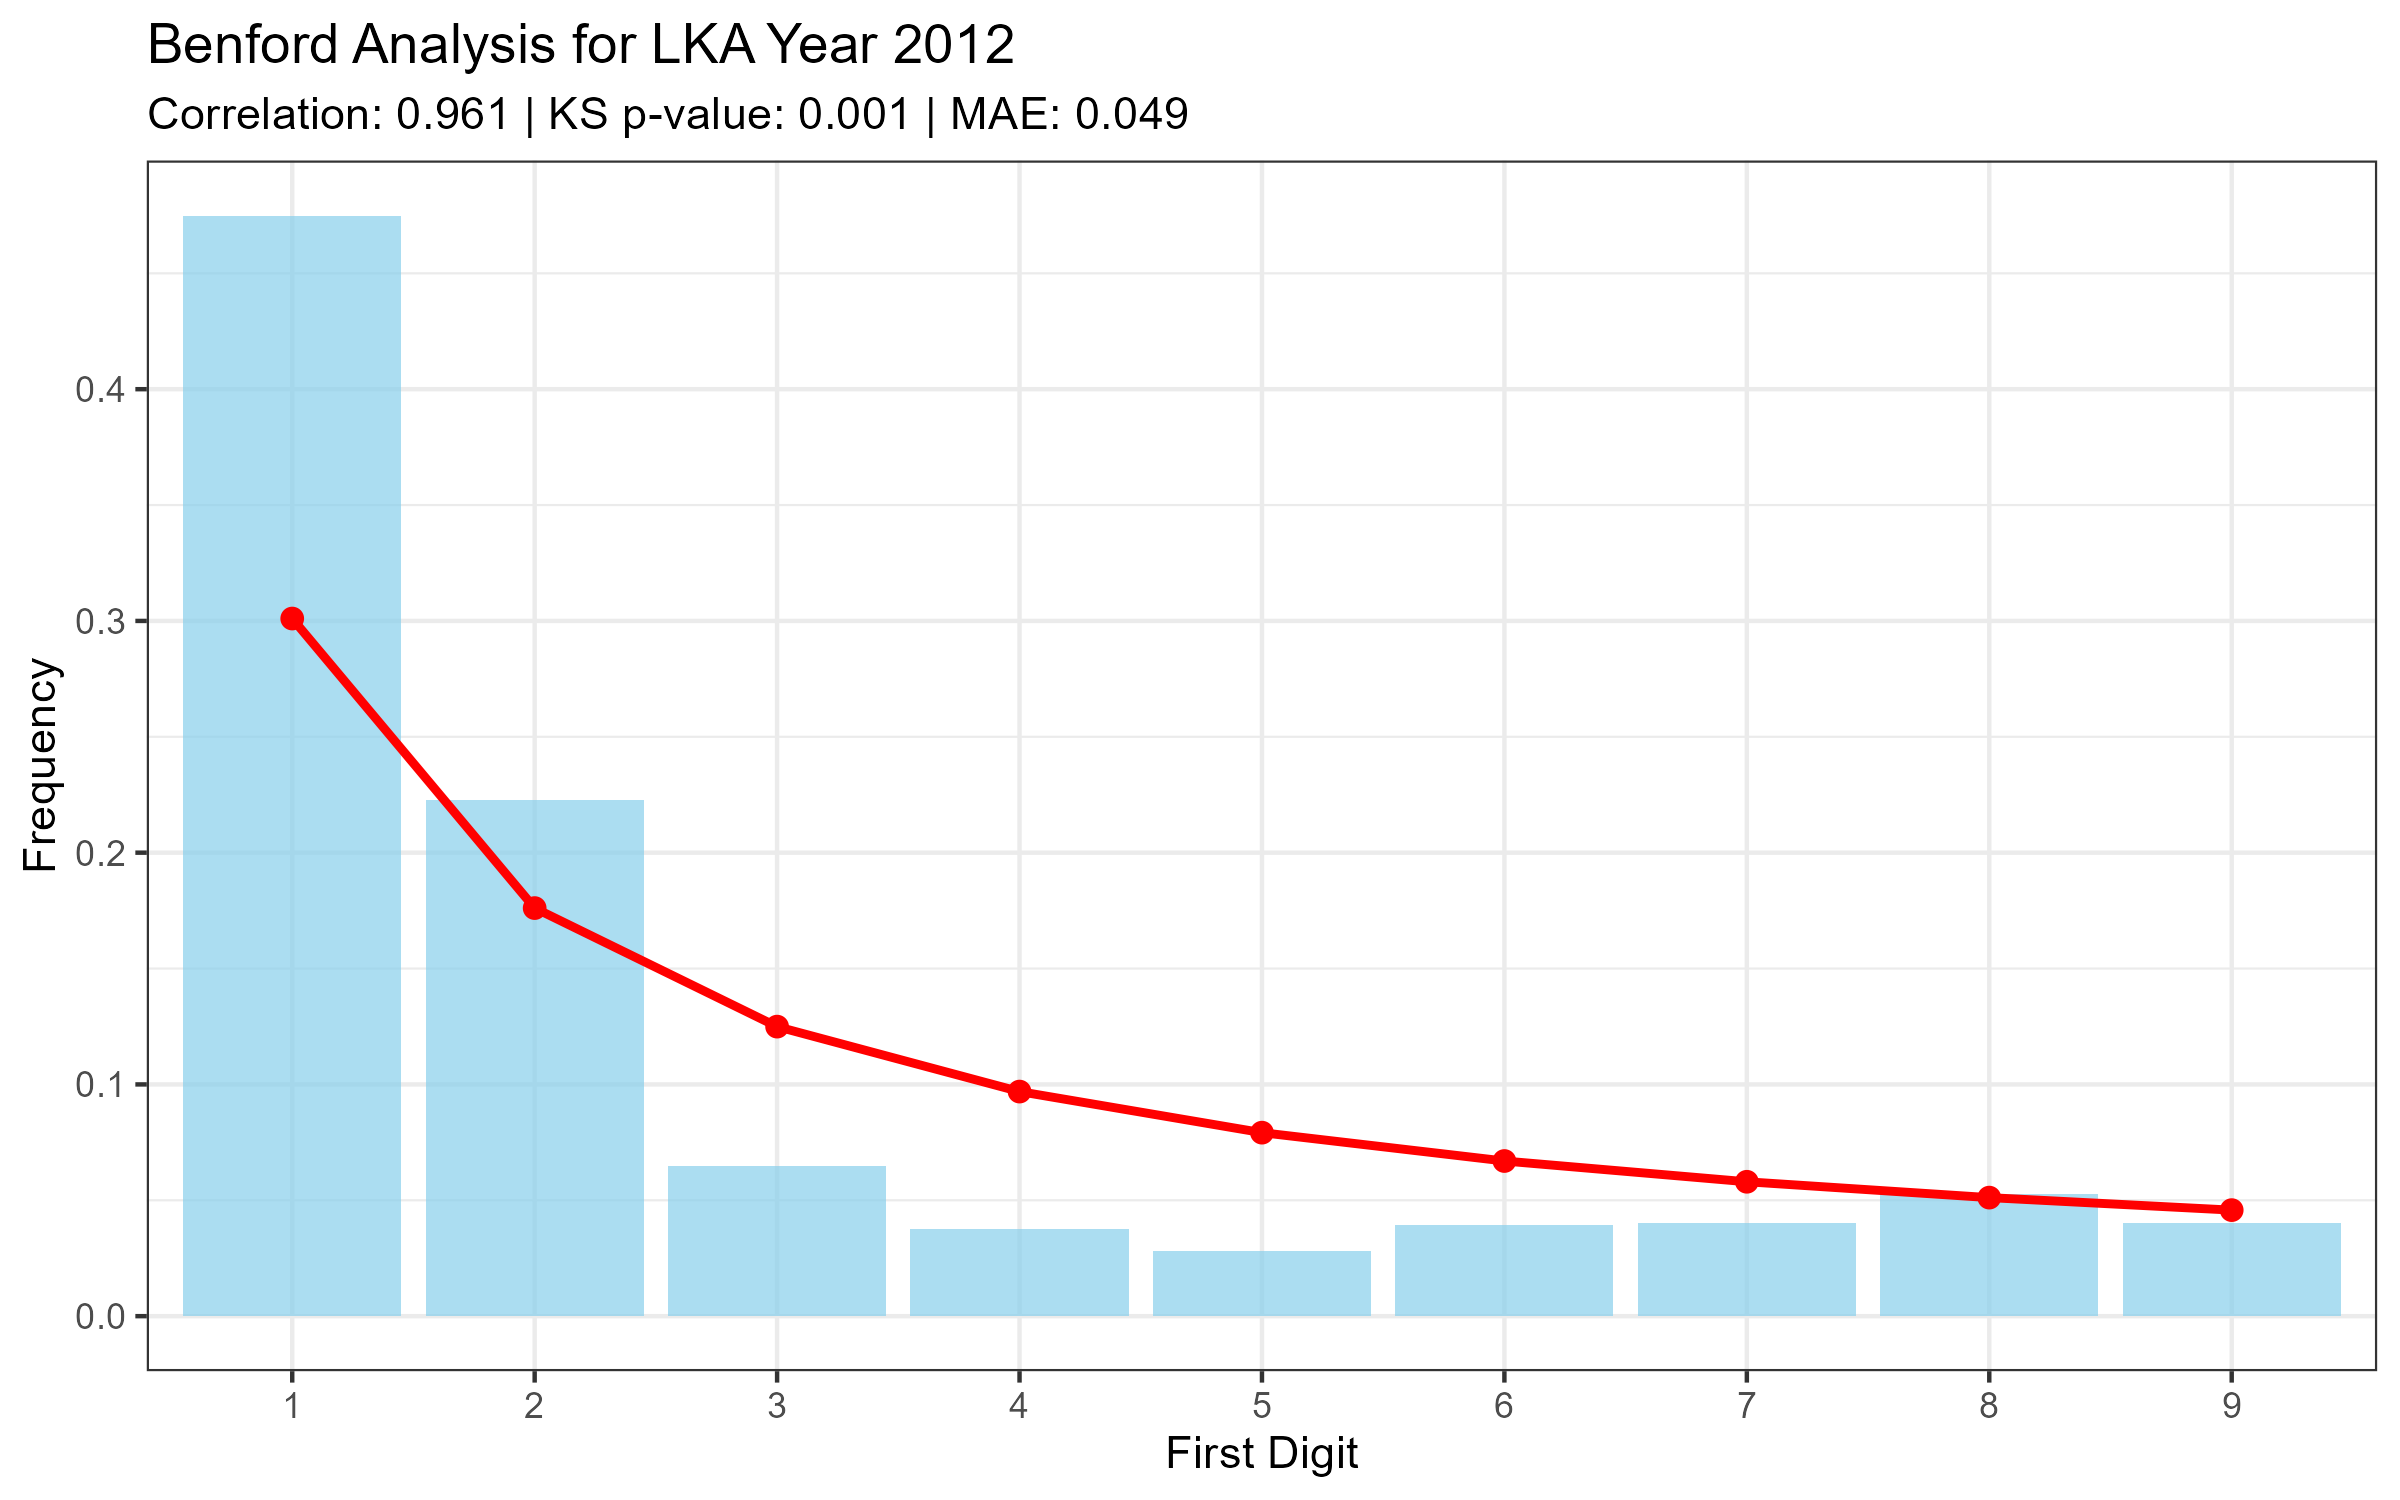 Benford Analysis for LKA Year 2012
Correlation: 0.961 | KS p-value: 0.001 | MAE: 0.049
Frequency
0.4
0.3
0.2
0.1
0.0
1 2 3 4 5 6 7 8 9
First Digit